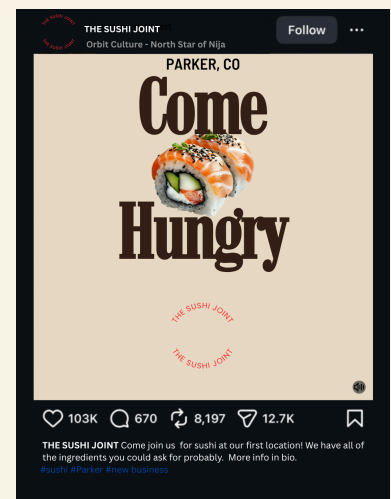 THE SUSHI JOINT
THE SUSHI JOINT
THE SUSHI JOINT
Follow
Orbit Culture - North Star of Nija
PARKER, CO
Come
Hungry
THE SUSHI JOINT
THE SUSHI JOINT
103K 670 8,197 12.7K
THE SUSHI JOINT Come join us for sushi at our first location! We have all of
the ingredients you could ask for probably. More info in bio.
#sushi #Parker #new business